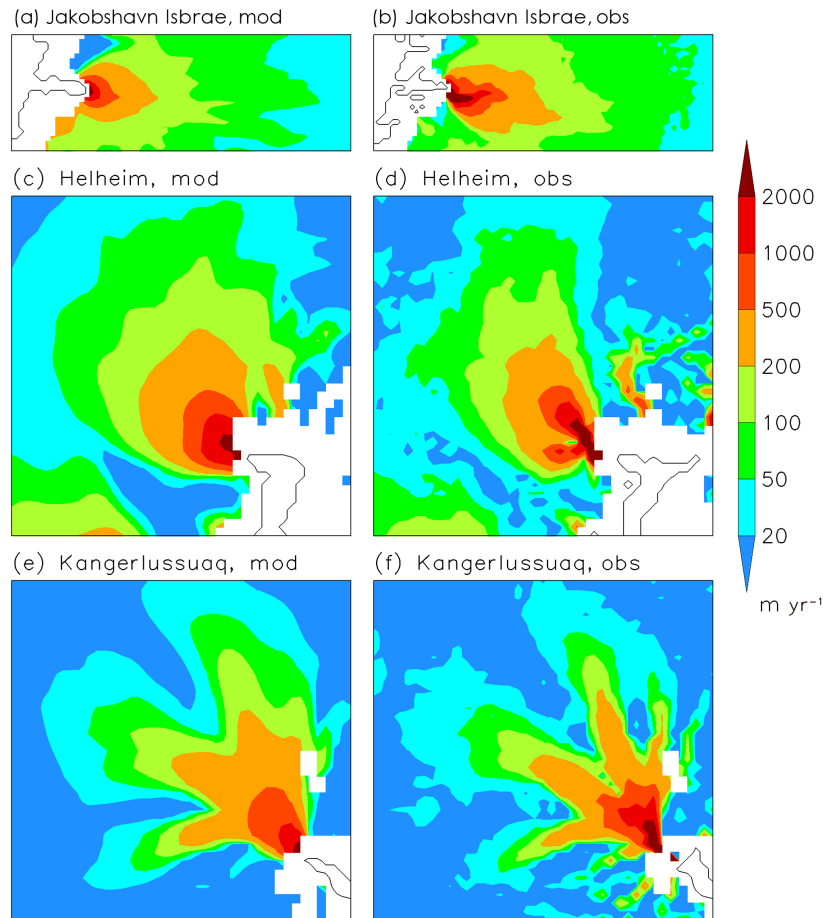 (a) Jakobshavn Isbrae, mod
(b) Jakobshavn Isbrae, obs
(c) Helheim, mod
(d) Helheim, obs
2000
1000
500
200
100
50
20
m yr⁻¹
(e) Kangerlussuaq, mod
(f) Kangerlussuaq, obs